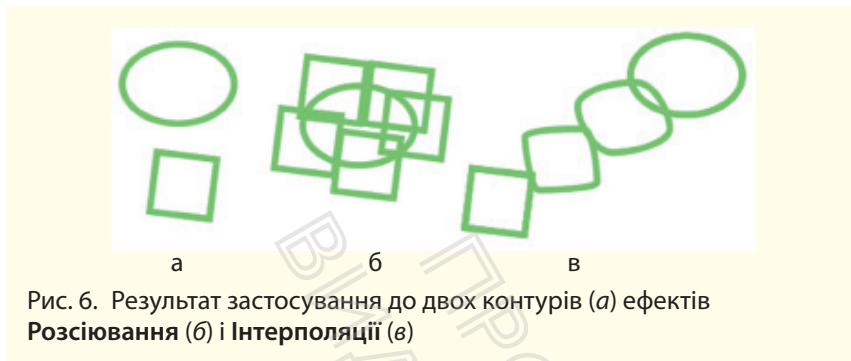 а б в
Рис. 6. Результат застосування до двох контурів (а) ефектів
Розсіювання (б) і Інтерполяції (в)